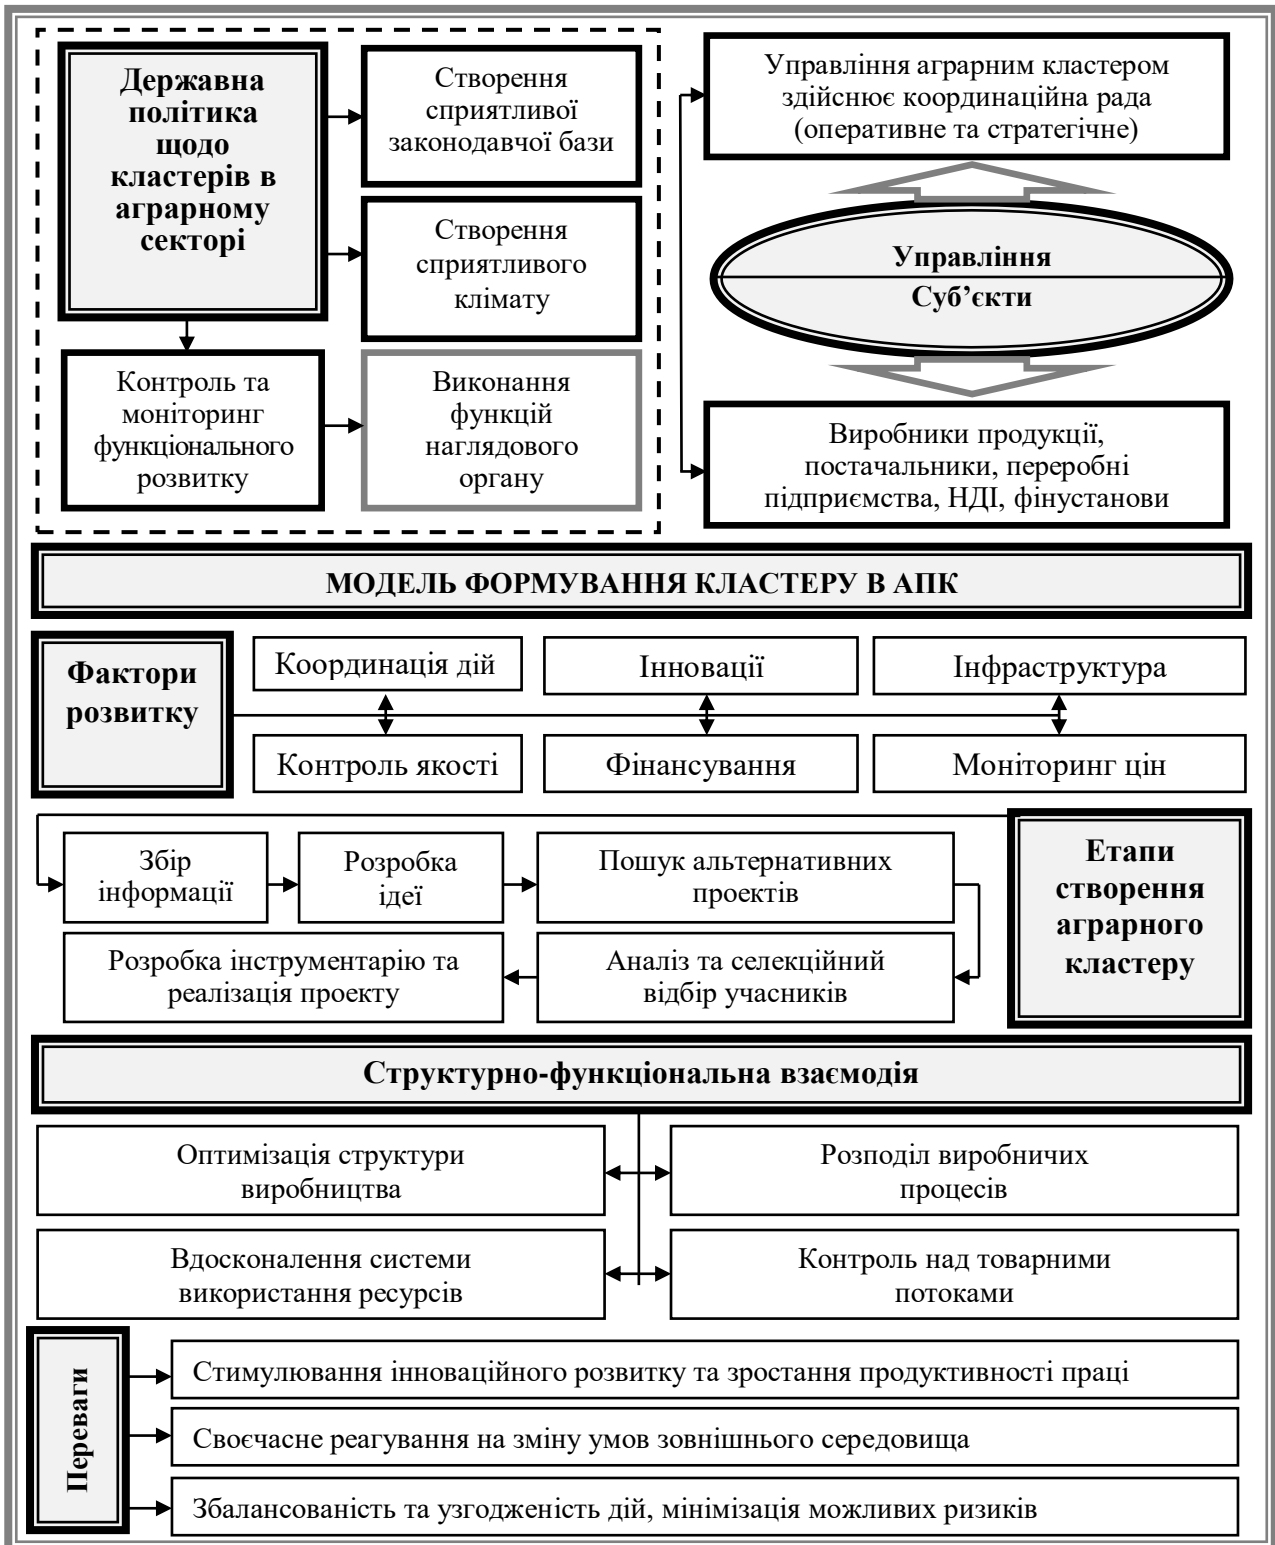 Державна
політика
щодо
кластерів в
аграрному
секторі
Створення
сприятливої
законодавчої бази
Створення
сприятливого
клімату
Контроль та
моніторинг
функціонального
розвитку
Виконання
функцій
наглядового
органу
Управління аграрним кластером
здійснює координаційна рада
(оперативне та стратегічне)
Управління
Суб’єкти
Виробники продукції,
постачальники, переробні
підприємства, НДІ, фінустанови
МОДЕЛЬ ФОРМУВАННЯ КЛАСТЕРУ В АПК
Фактори
розвитку
Координація дій
Інновації
Інфраструктура
Контроль якості
Фінансування
Моніторинг цін
Етапи
створення
аграрного
кластеру
Збір
інформації
Розробка
ідеї
Пошук альтернативних
проектів
Розробка інструментарію та
реалізація проекту
Аналіз та селекційний
відбір учасників
Структурно-функціональна взаємодія
Оптимізація структури
виробництва
Розподіл виробничих
процесів
Вдосконалення системи
використання ресурсів
Контроль над товарними
потоками
Переваги
Стимулювання інноваційного розвитку та зростання продуктивності праці
Своєчасне реагування на зміну умов зовнішнього середовища
Збалансованість та узгодженість дій, мінімізація можливих ризиків